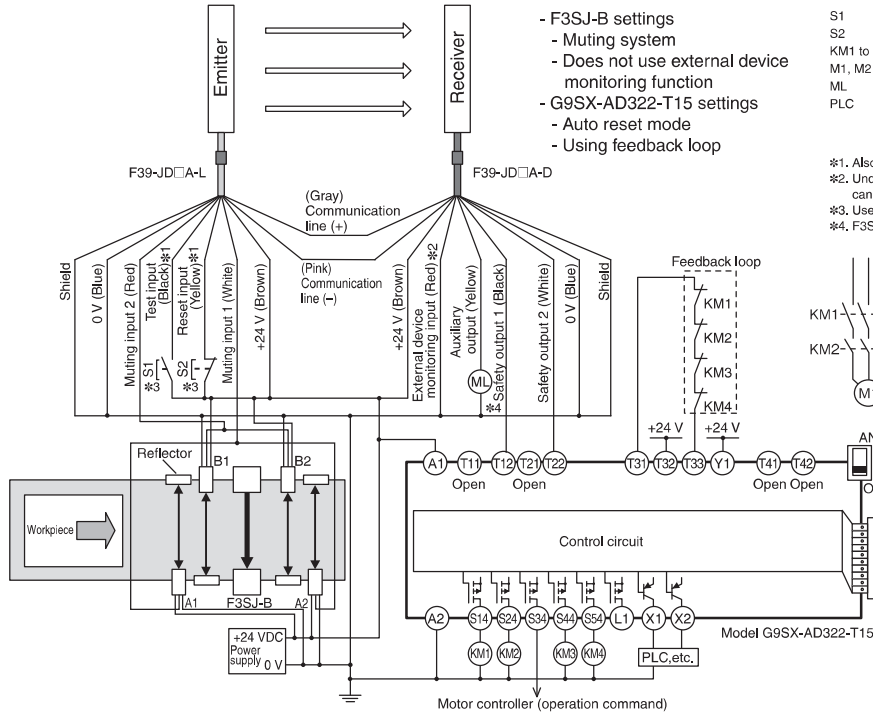 Emitter
Receiver
- F3SJ-B settings
- Muting system
- Does not use external device
monitoring function
- G9SX-AD322-T15 settings
- Auto reset mode
- Using feedback loop
S1
S2
KM1 to
M1, M2
ML
PLC
*1. Also
*2. Und
can
*3. Use
*4. F3S
F39-JD□A-L
F39-JD□A-D
(Gray)
Communication
line (+)
(Pink)
Communication
line (–)
Shield
0 V (Blue)
Muting input 2 (Red)
Test input
(Black)*1
Reset input
(Yellow)*1
Muting input 1 (White)
+24 V (Brown)
+24 V (Brown)
External device
monitoring input (Red)*2
Auxiliary
output (Yellow)
Safety output 1 (Black)
Safety output 2 (White)
0 V (Blue)
Shield
S1
*3
S2
*3
ML
*4
Feedback loop
KM1
KM2
KM3
KM4
KM1
KM2
M1
+24 V
+24 V
A1
T11
T12
T21
T22
T31
T32
T33
Y1
T41
T42
Open
Open
Open
Open
AN
O
Reflector
B1
B2
Workpiece
A1
F3SJ-B
A2
Control circuit
A2
S14
S24
S34
S44
S54
L1
X1
X2
Model G9SX-AD322-T15
KM1
KM2
KM3
KM4
PLC,etc.
+24 VDC
Power
supply
0 V
Motor controller (operation command)